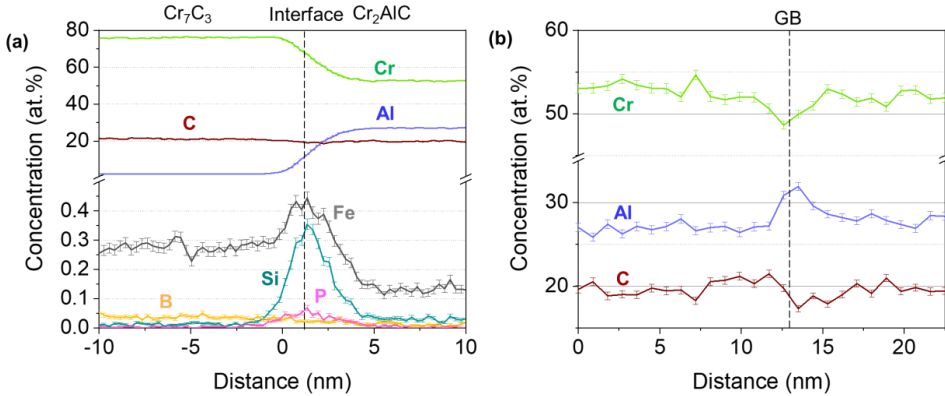 Cr₇C₃ Interface Cr₂AlC
(a)
80
60
40
20
0.4
0.3
0.2
0.1
0.0
Concentration (at.%)
Cr
Al
C
Fe
Si
P
B
-10 -5 0 5 10
Distance (nm)
GB
(b)
60
50
30
20
Concentration (at.%)
Cr
Al
C
0 5 10 15 20
Distance (nm)